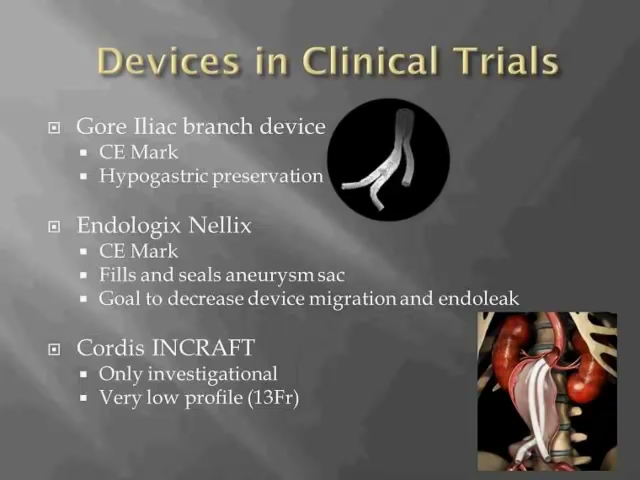 Devices in Clinical Trials
Gore Iliac branch device
CE Mark
Hypogastric preservation
Endologix Nellix
CE Mark
Fills and seals aneurysm sac
Goal to decrease device migration and endoleak
Cordis INCRAFT
Only investigational
Very low profile (13Fr)